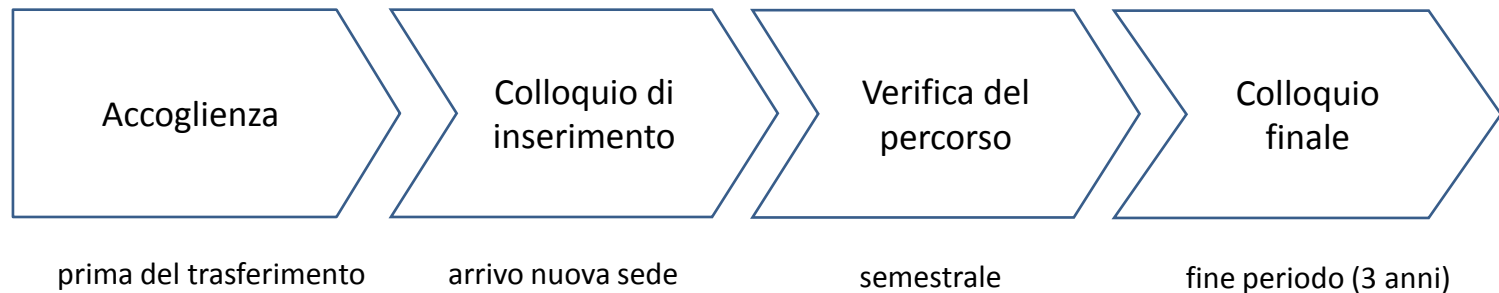 Accoglienza
Colloquio di
inserimento
Verifica del
percorso
Colloquio
finale
prima del trasferimento
arrivo nuova sede
semestrale
fine periodo (3 anni)